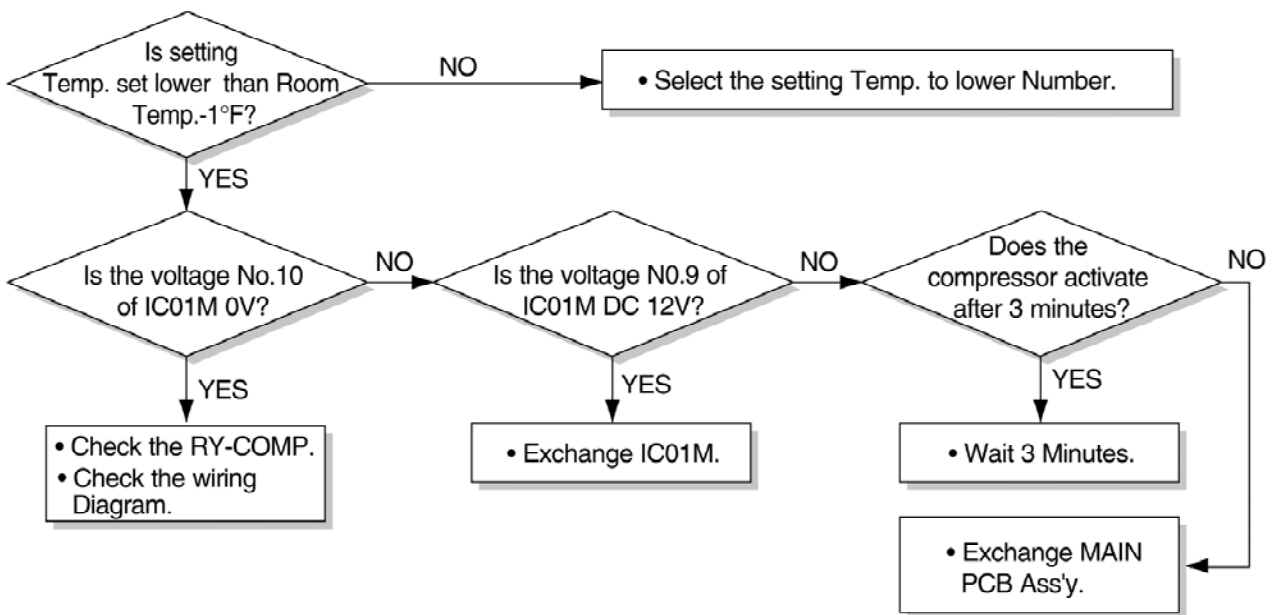 Is setting
Temp. set lower than Room
Temp.-1°F?
NO
• Select the setting Temp. to lower Number.
YES
Is the voltage No.10
of IC01M 0V?
NO
Is the voltage N0.9 of
IC01M DC 12V?
NO
Does the
compressor activate
after 3 minutes?
NO
YES
• Check the RY-COMP.
• Check the wiring
Diagram.
YES
• Exchange IC01M.
YES
• Wait 3 Minutes.
• Exchange MAIN
PCB Ass'y.